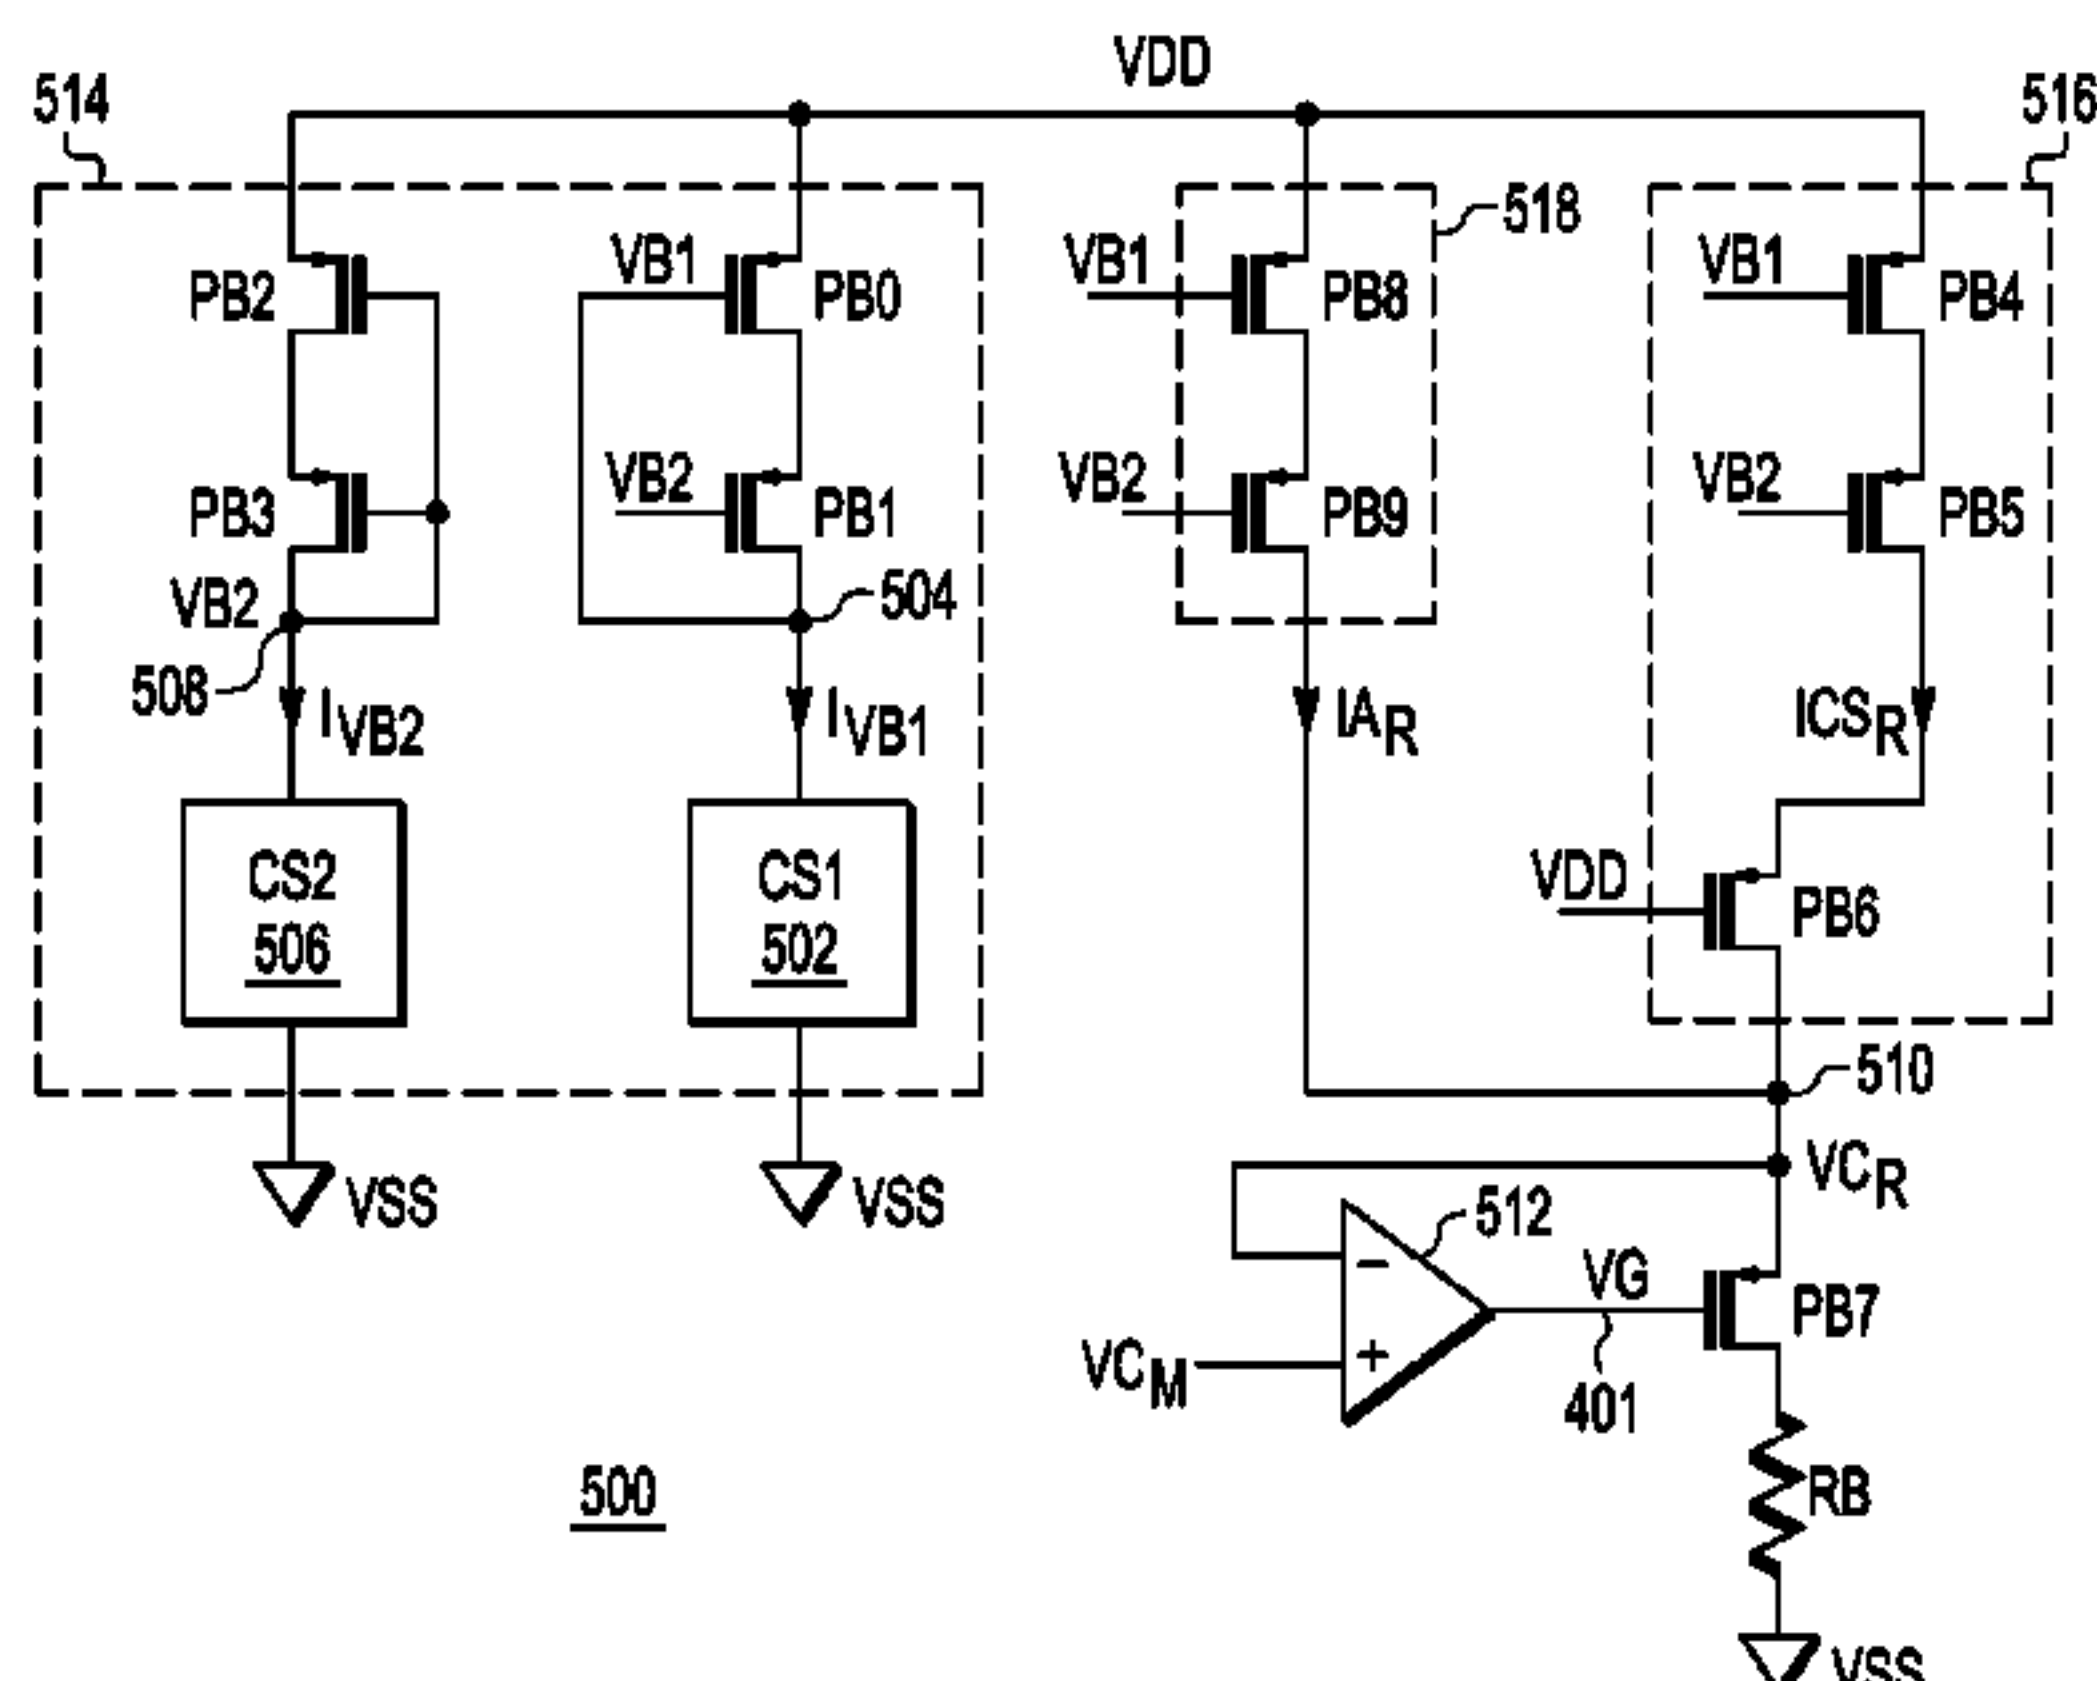 VDD
514
516
518
VB1
VB1
VB1
PB2
PB0
PB8
PB4
VB2
VB2
VB2
PB3
PB1
PB9
PB5
VB2
504
508
IVB2
IVB1
IAR
ICSR
CS2
506
CS1
502
VDD
PB6
510
VCR
VSS
VSS
512
VG
PB7
VCM
401
500
RB
VSS